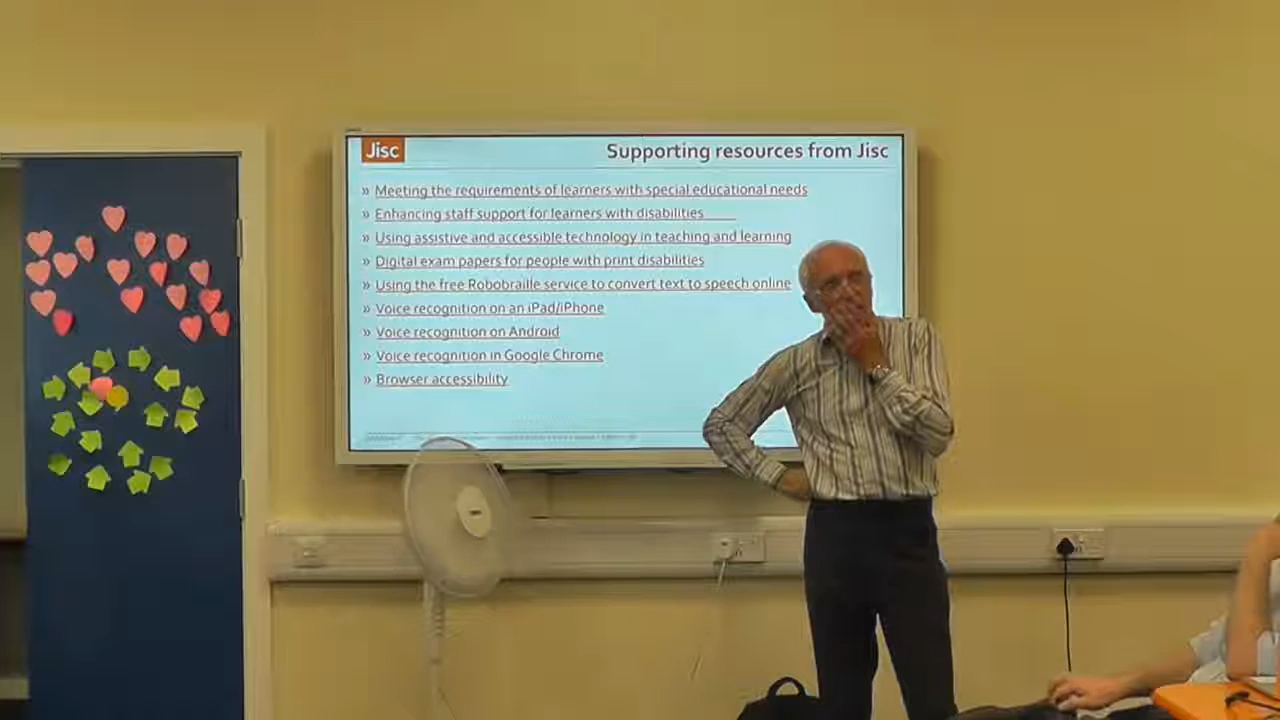 Jisc
Supporting resources from Jisc
» Meeting the requirements of learners with special educational needs
» Enhancing staff support for learners with disabilities
» Using assistive and accessible technology in teaching and learning
» Digital exam papers for people with print disabilities
» Using the free Robobraille service to convert text to speech online
» Voice recognition on an iPad/iPhone
» Voice recognition on Android
» Voice recognition in Google Chrome
» Browser accessibility